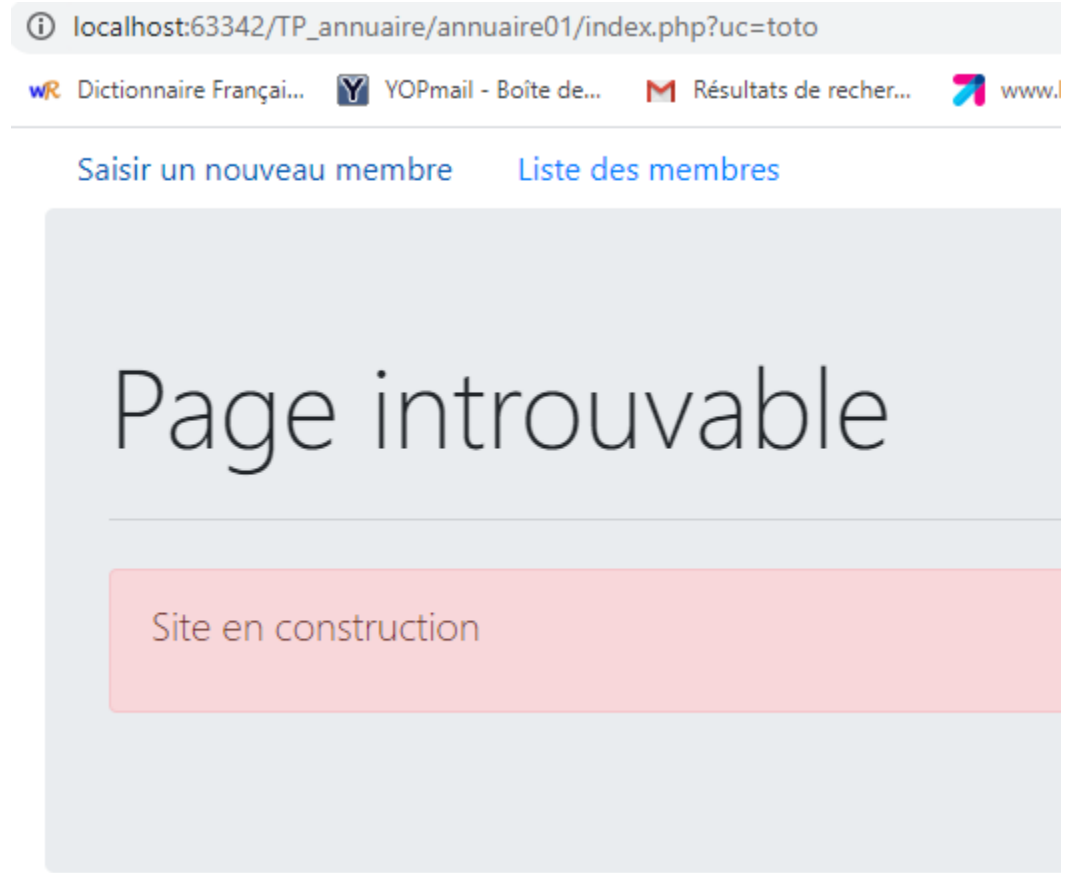 localhost:63342/TP_annuaire/annuaire01/index.php?uc=toto
Dictionnaire Françai... YOPmail - Boîte de... Résultats de recher... www.
Saisir un nouveau membre Liste des membres
Page introuvable
Site en construction